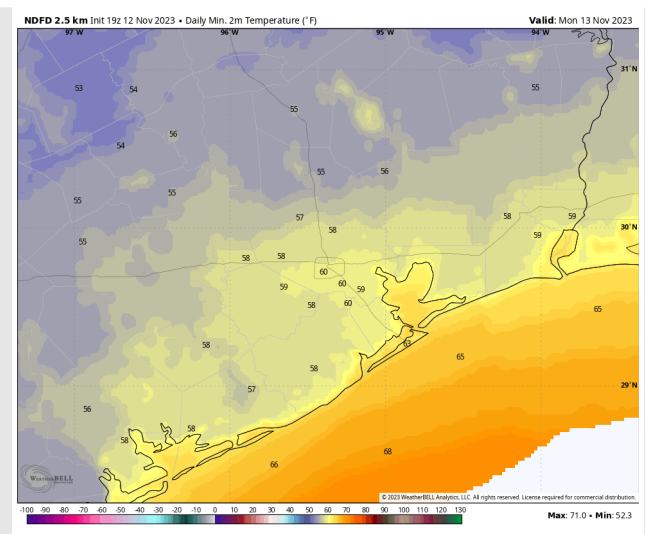 NDFD 2.5 km Init 19z 12 Nov 2023 • Daily Min. 2m Temperature (°F) Valid: Mon 13 Nov 2023
97°W 96°W 95°W 94°W
31°N
53 54 55
55
56
54
55 56
55 55
57 58 59
58 59
55 30°N
58 58
60
59 60 59
58 60
65
58 63
65
58
57 29°N
56
58 58
68
66
WeatherBELL
© 2023 WeatherBELL Analytics, LLC. All rights reserved. License required for commercial distribution.
-100 -90 -80 -70 -60 -50 -40 -30 -20 -10 0 10 20 30 40 50 60 70 80 90 100 110 120 130
Max: 71.0 • Min: 52.3